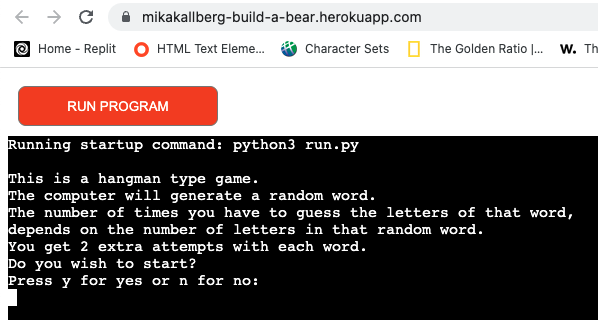 mikakallberg-build-a-bear.herokuapp.com
Home - Replit HTML Text Eleme... Character Sets The Golden Ratio |... W. Th
RUN PROGRAM
Running startup command: python3 run.py
This is a hangman type game.
The computer will generate a random word.
The number of times you have to guess the letters of that word,
depends on the number of letters in that random word.
You get 2 extra attempts with each word.
Do you wish to start?
Press y for yes or n for no: